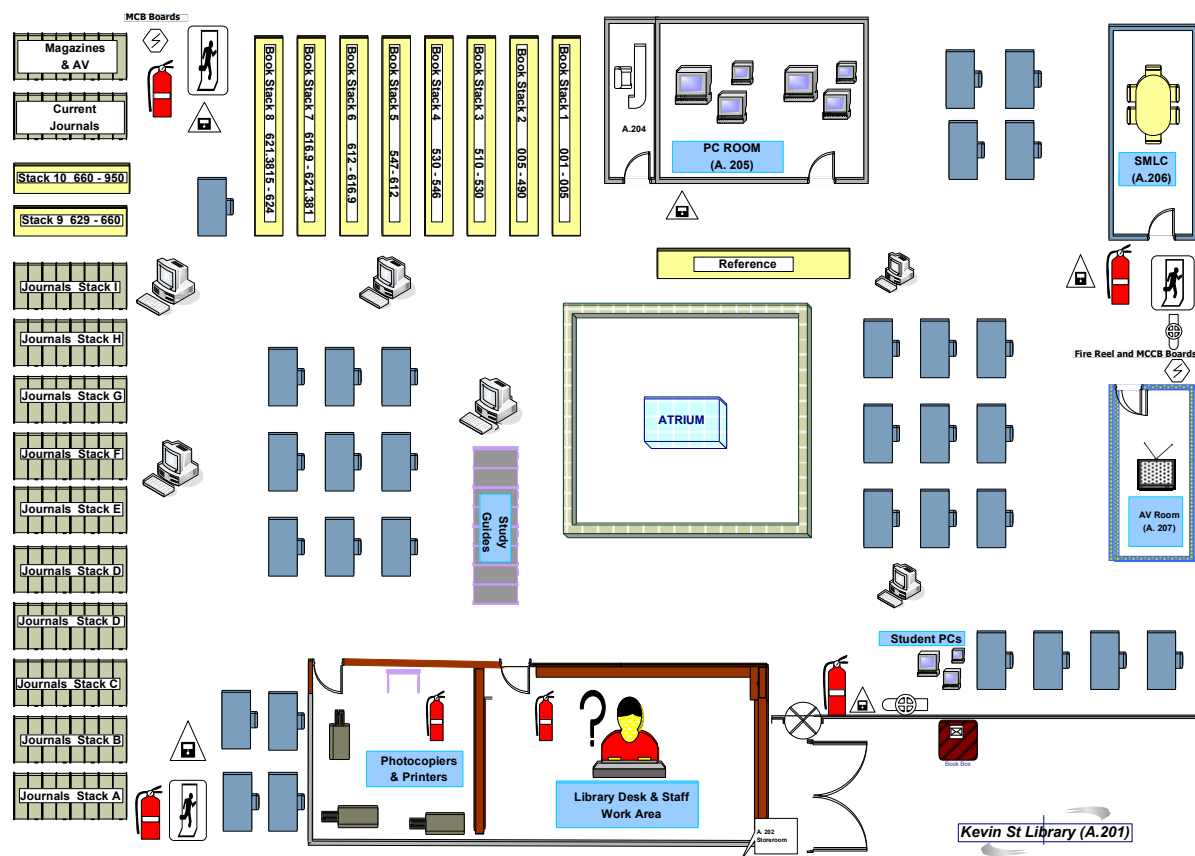 MCB Boards
Magazines
& AV
Current
Journals
Stack 10  660 - 950
Stack 9  629 - 660
Book Stack 8   621.3815 - 624
Book Stack 7   616.9 - 621.381
Book Stack 6   612 - 616.9
Book Stack 5   547- 612
Book Stack 4   530 - 546
Book Stack 3   510 - 530
Book Stack 2   005 - 490
Book Stack 1   001 - 005
A.204
PC ROOM
(A. 205)
SMLC
(A.206)
Reference
Fire Reel and MCCB Boards
ATRIUM
AV Room
(A. 207)
Study
Guides
Journals  Stack I
Journals  Stack H
Journals  Stack G
Journals  Stack F
Journals  Stack E
Journals  Stack D
Journals  Stack D
Journals  Stack C
Journals  Stack B
Journals  Stack A
Student PCs
Photocopiers
& Printers
?
Library Desk & Staff
Work Area
A. 202
Storeroom
Book Box
Kevin St Library (A.201)